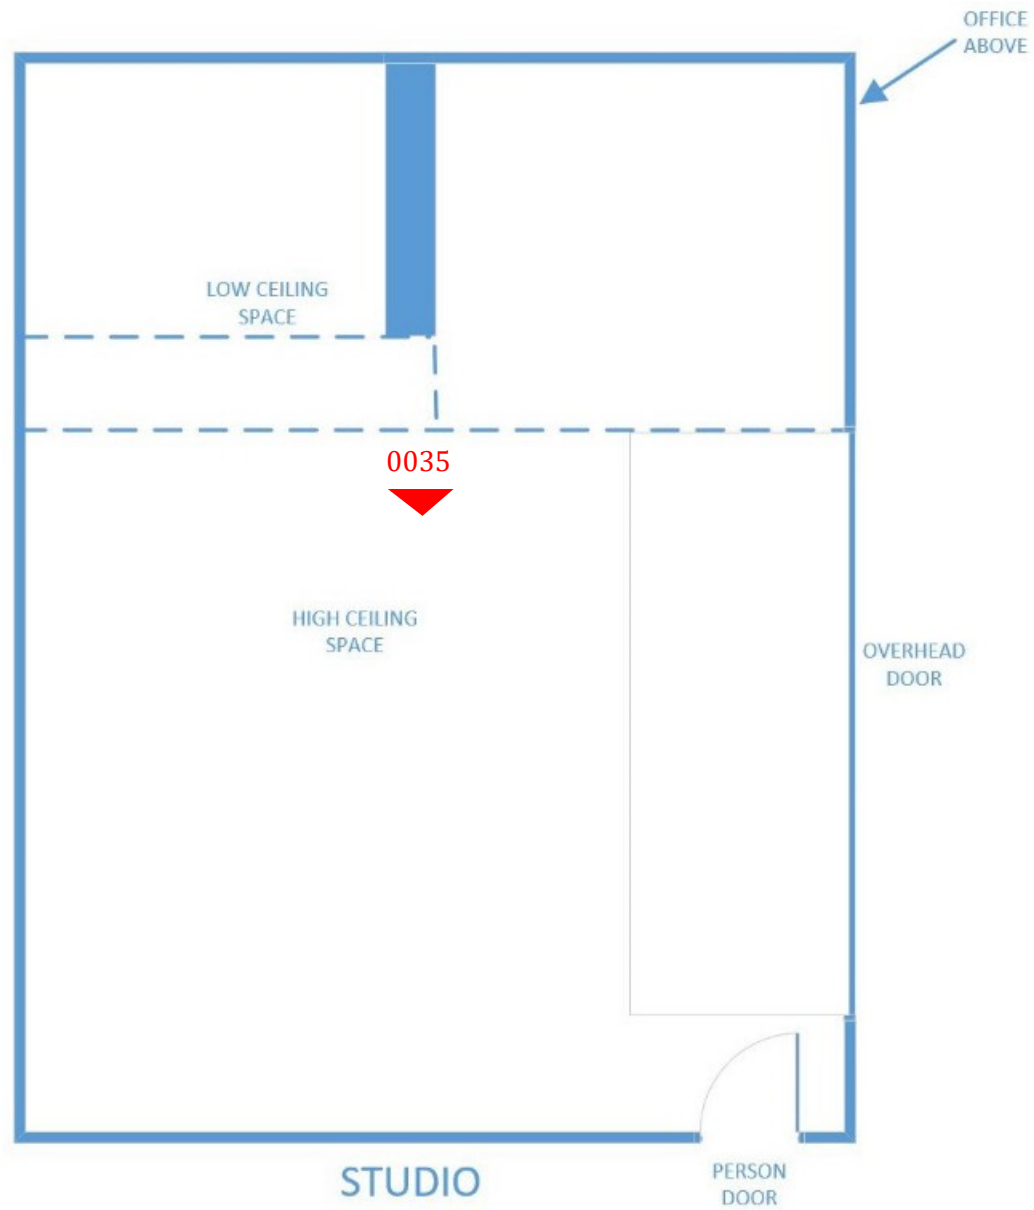 OFFICE
ABOVE
LOW CEILING
SPACE
0035
HIGH CEILING
SPACE
OVERHEAD
DOOR
STUDIO
PERSON
DOOR